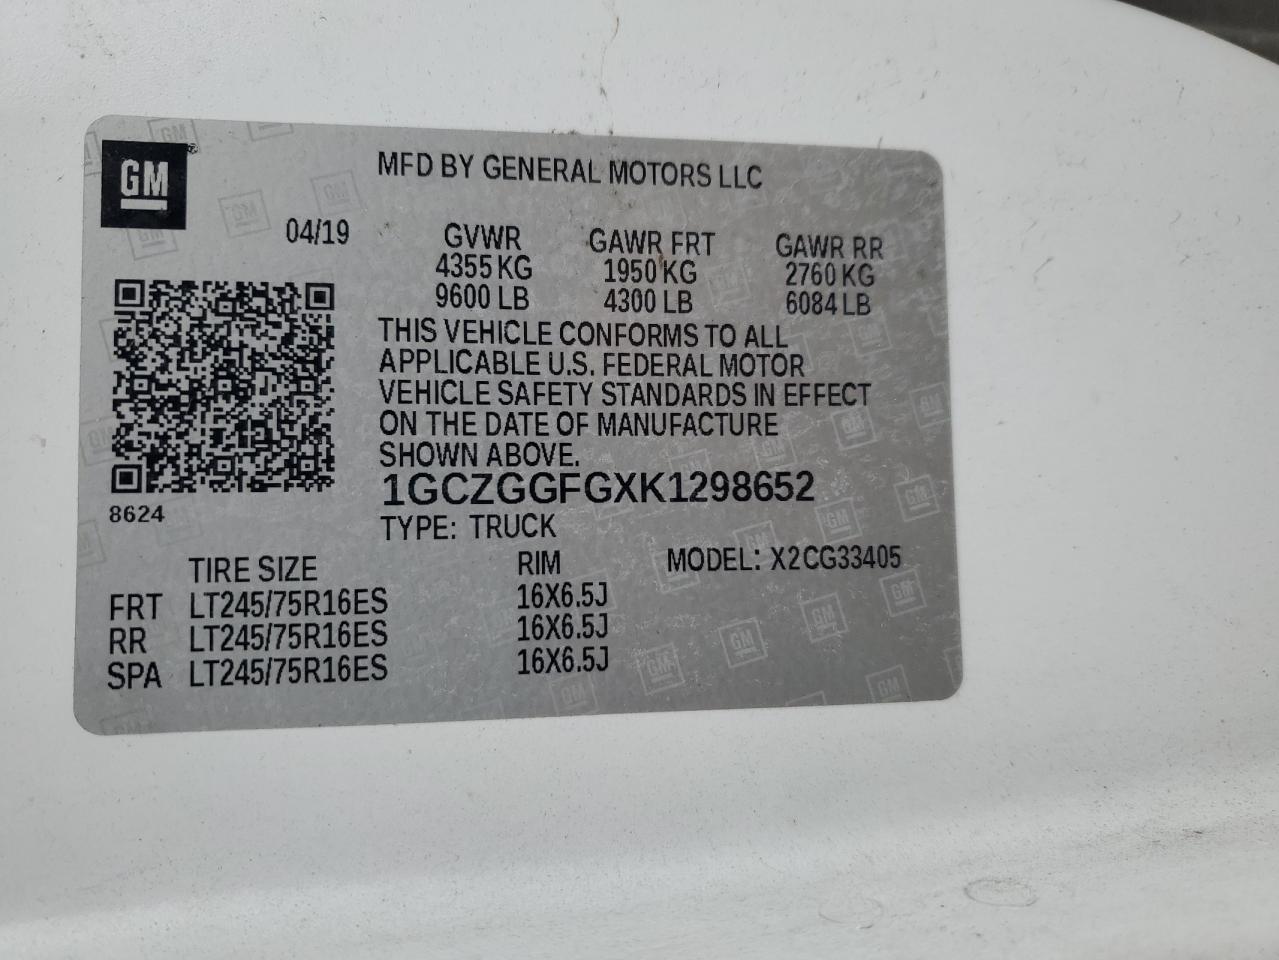 GM
MFD BY GENERAL MOTORS LLC
04/19
GVWR GAWR FRT GAWR RR
4355 KG 1950 KG 2760 KG
9600 LB 4300 LB 6084 LB
THIS VEHICLE CONFORMS TO ALL
APPLICABLE U.S. FEDERAL MOTOR
VEHICLE SAFETY STANDARDS IN EFFECT
ON THE DATE OF MANUFACTURE
SHOWN ABOVE.
1GCZGGFGXK1298652
8624
TYPE: TRUCK
TIRE SIZE RIM MODEL: X2CG33405
FRT LT245/75R16ES 16X6.5J
RR LT245/75R16ES 16X6.5J
SPA LT245/75R16ES 16X6.5J